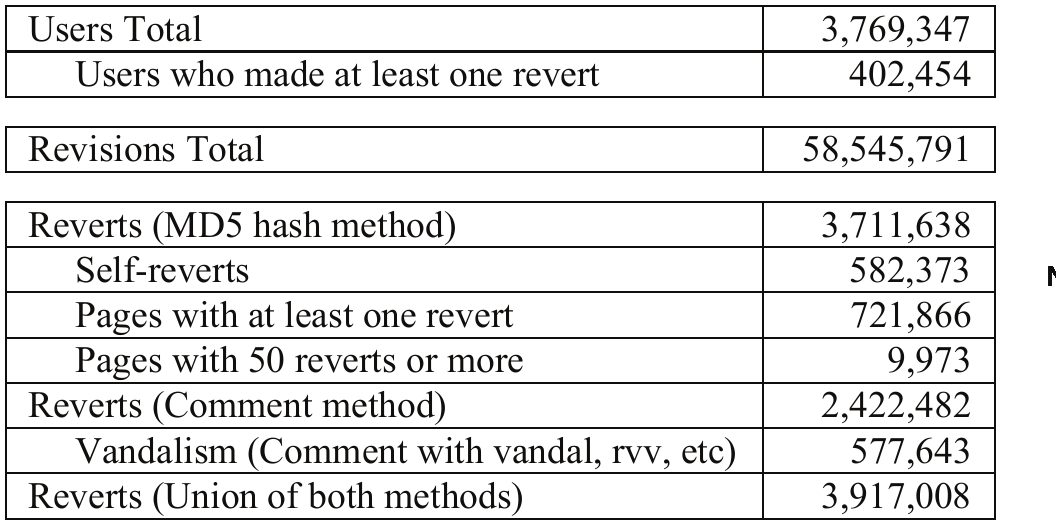 Users Total 3,769,347
Users who made at least one revert 402,454
Revisions Total 58,545,791
Reverts (MD5 hash method) 3,711,638
Self-reverts 582,373
Pages with at least one revert 721,866
Pages with 50 reverts or more 9,973
Reverts (Comment method) 2,422,482
Vandalism (Comment with vandal, rvv, etc) 577,643
Reverts (Union of both methods) 3,917,008